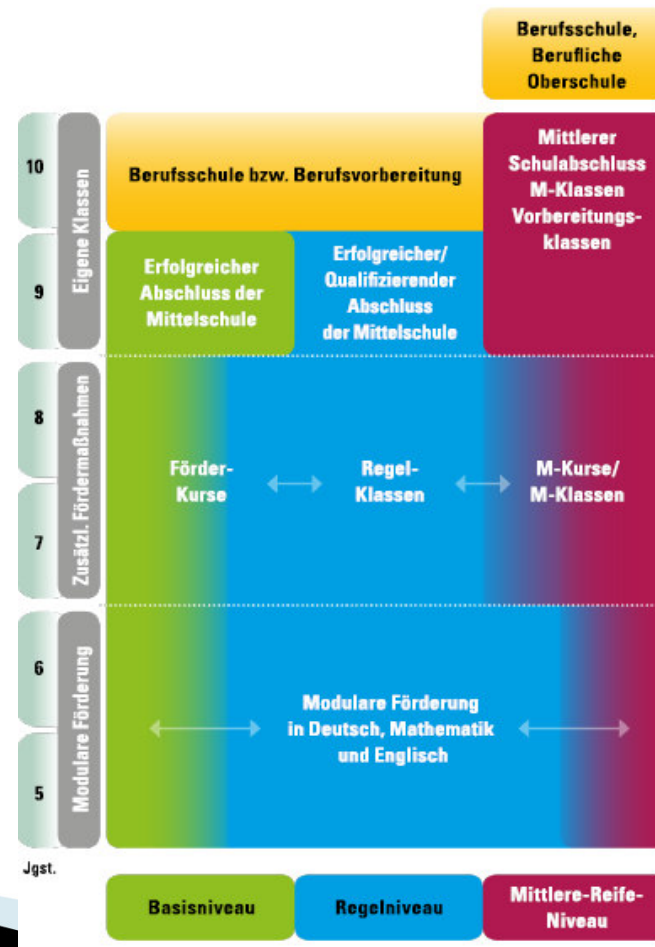 Berufsschule,
Berufliche
Oberschule
10
9
Eigene Klassen
Berufsschule bzw. Berufsvorbereitung
Mittlerer
Schulabschluss
M-Klassen
Vorbereitungs-
klassen
Erfolgreicher
Abschluss der
Mittelschule
Erfolgreicher/
Qualifizierender
Abschluss
der Mittelschule
8
7
Zusätzl. Fördermaßnahmen
Förder-
Kurse
Regel-
Klassen
M-Kurse/
M-Klassen
6
5
Modulare Förderung
Modulare Förderung
in Deutsch, Mathematik
und Englisch
Jgst.
Basisniveau
Regelniveau
Mittlere-Reife-
Niveau